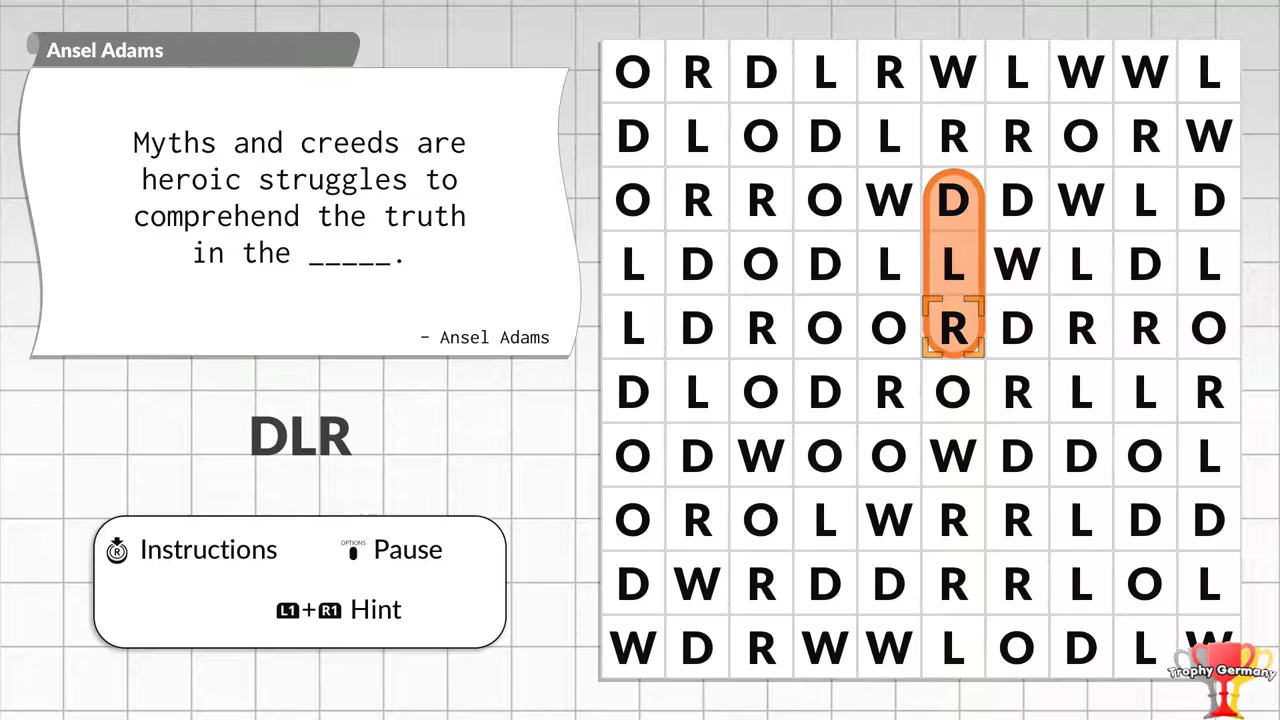 Ansel Adams
Myths and creeds are
heroic struggles to
comprehend the truth
in the _____.
– Ansel Adams
DLR
Instructions
OPTIONS Pause
L1+R1 Hint
O R D L R W L W W L
D L O D L R R O R W
O R R O W D D W L D
L D O D L L W L D L
L D R O O R D R R O
D L O D R O R L L R
O D W O O W D D O L
O R O L W R R L D D
D W R D D R R L O L
W D R W W L O D L W
Trophy Germany